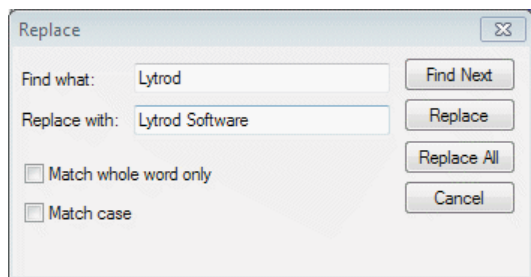 Replace
Find what: Lytrod Find Next
Replace with: Lytrod Software Replace
Match whole word only Replace All
Match case Cancel